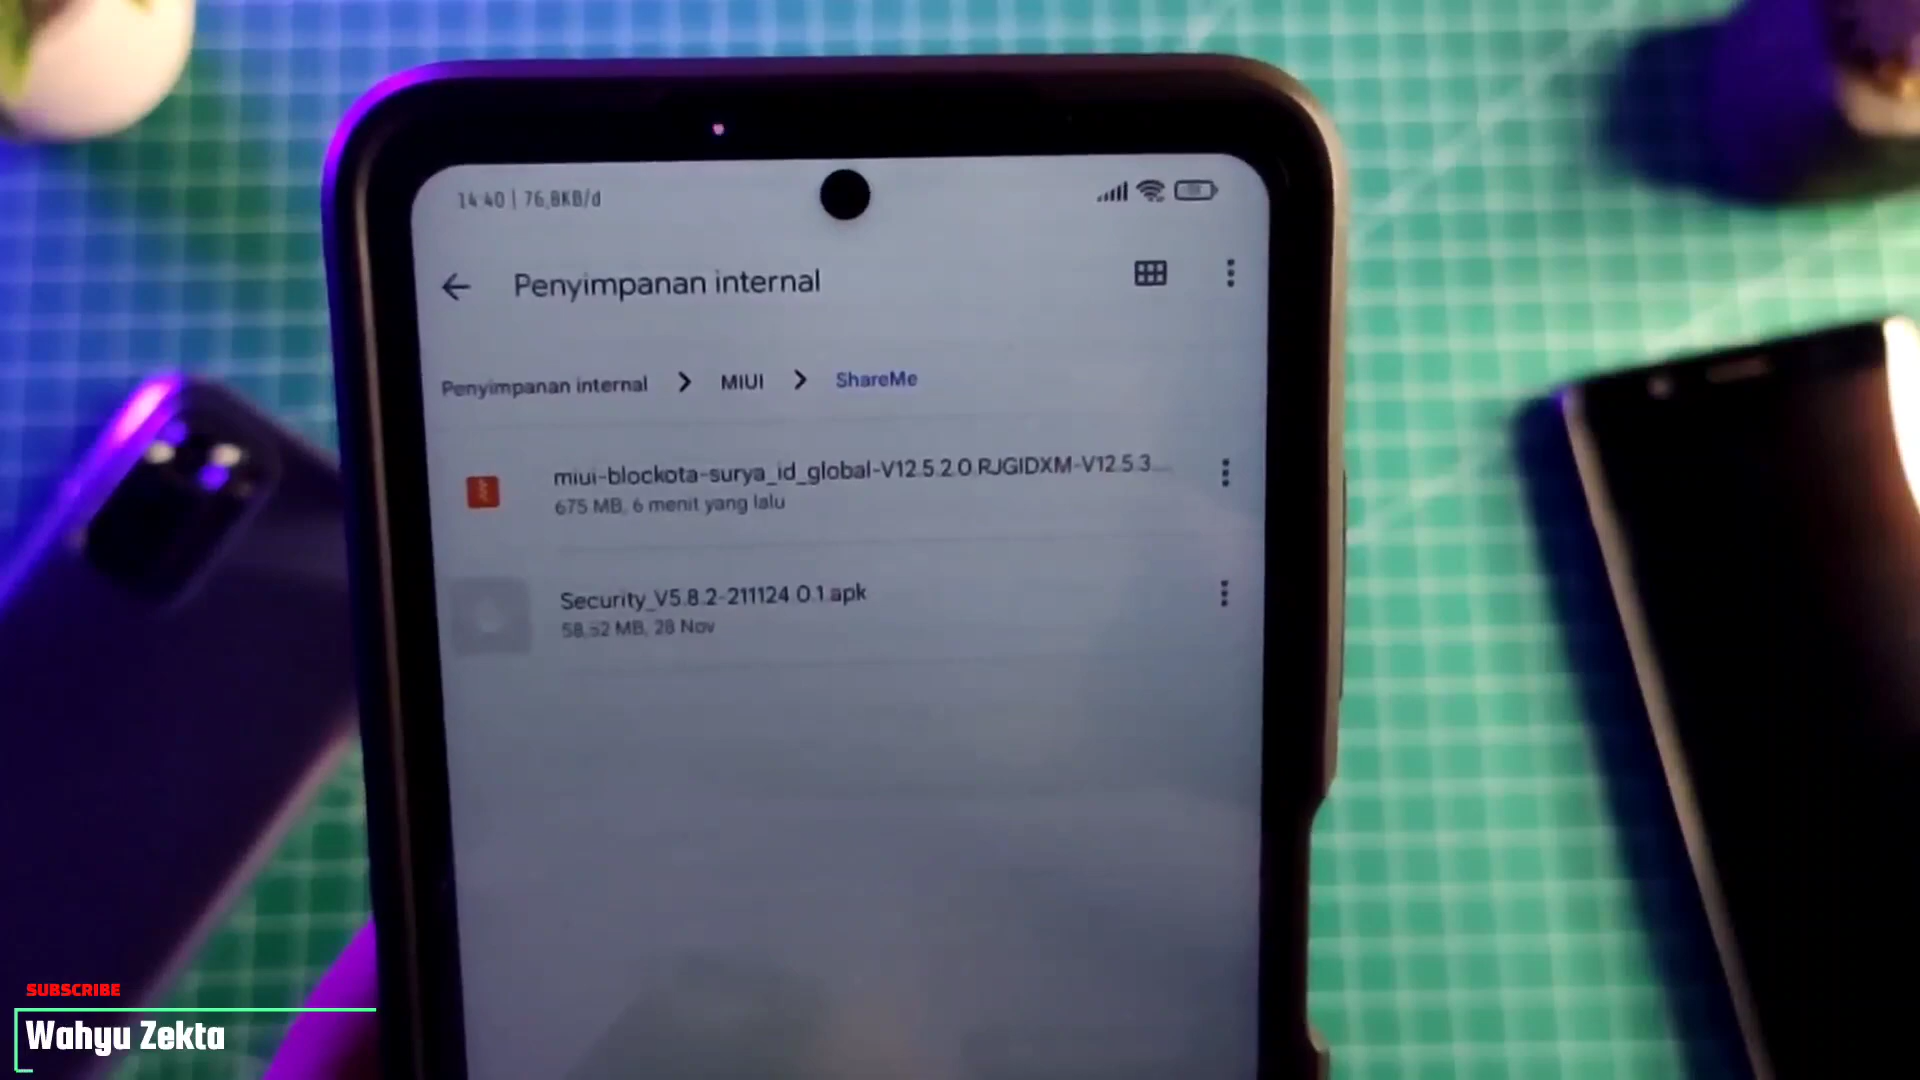 14:40 | 76,8KB/d
Penyimpanan internal
Penyimpanan internal > MIUI > ShareMe
miui-blockota-surya_id_global-V12.5.2.0.RJGIDXM-V12.5.3...
675 MB, 6 menit yang lalu
Security_V5.8.2-211124.0.1.apk
58,52 MB, 28 Nov
SUBSCRIBE
Wahyu Zekta